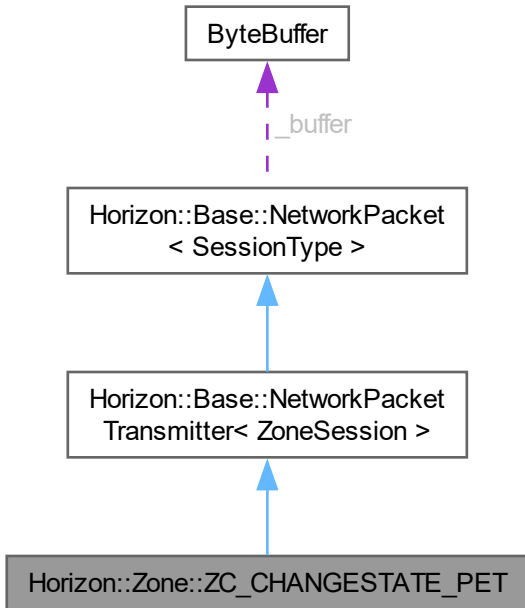 ByteBuffer
_buffer
Horizon::Base::NetworkPacket
< SessionType >
Horizon::Base::NetworkPacket
Transmitter< ZoneSession >
Horizon::Zone::ZC_CHANGESTATE_PET